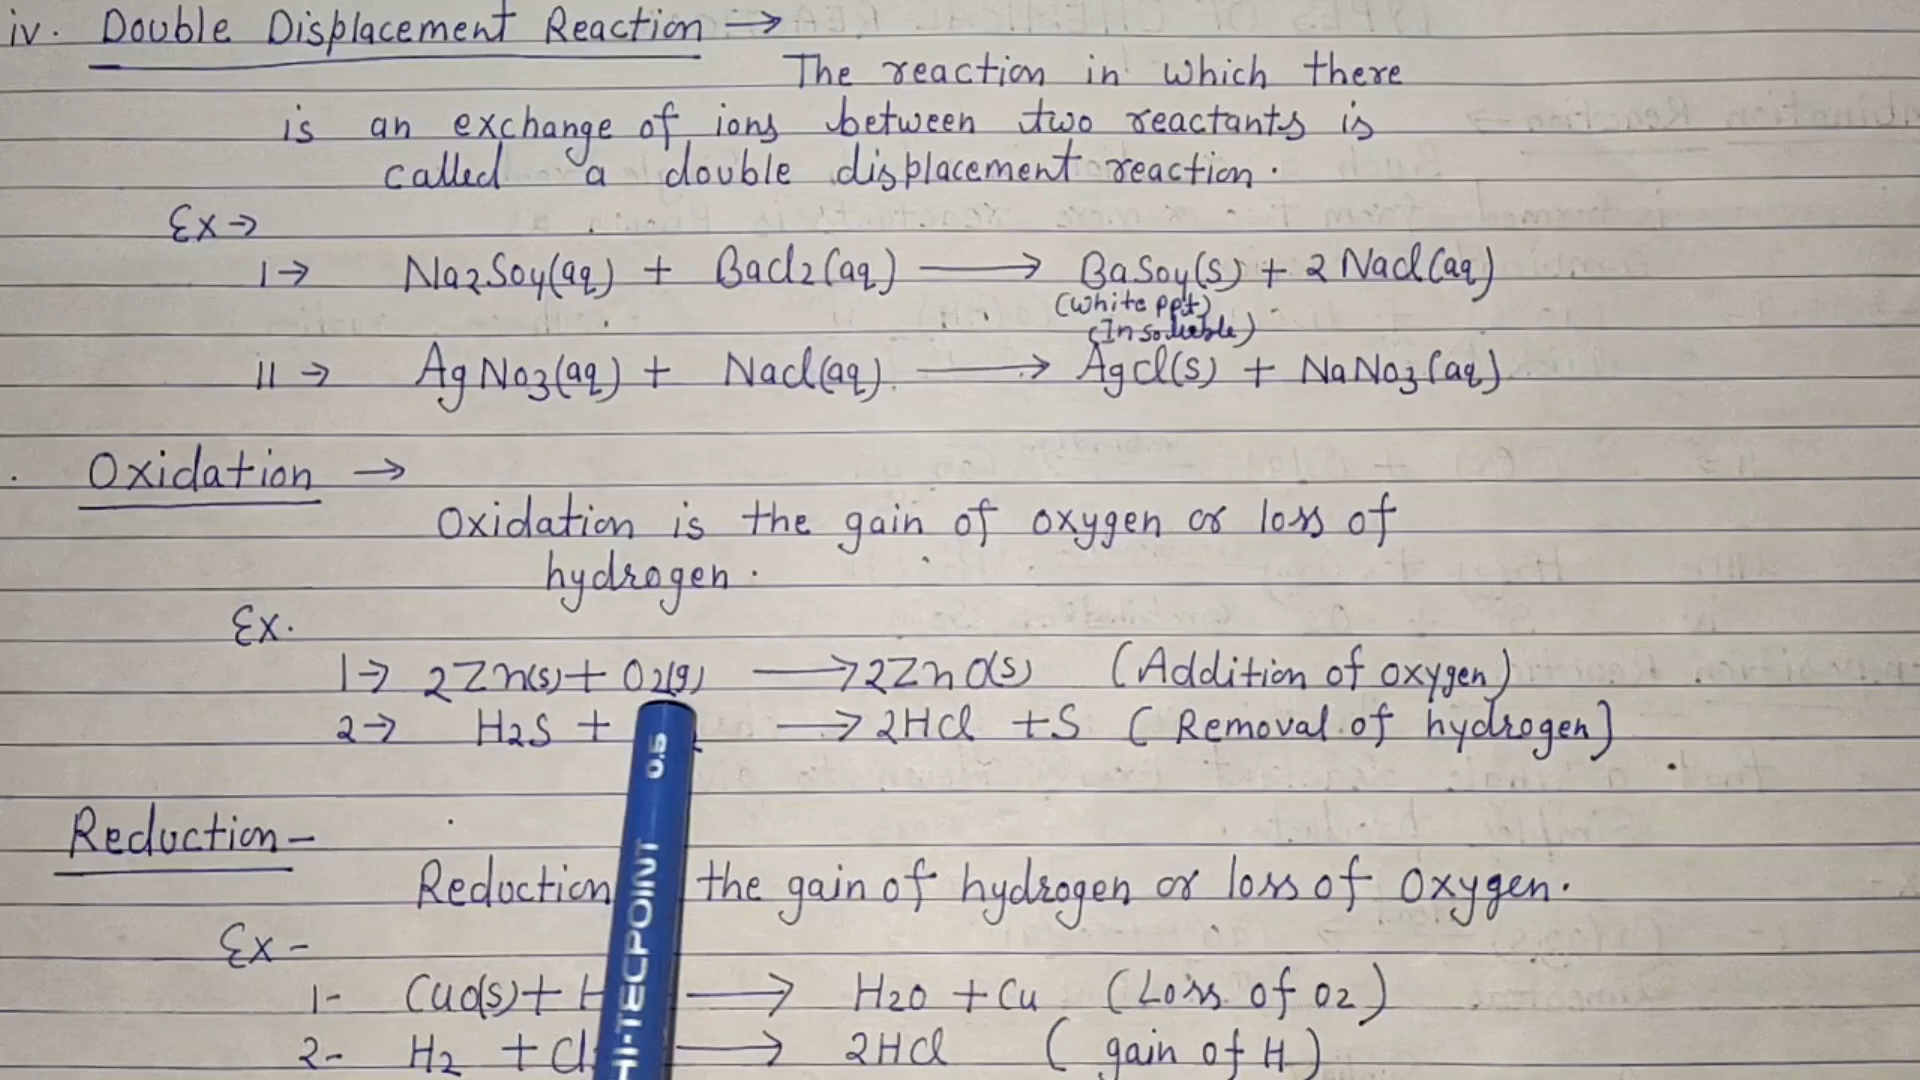 iv. Double Displacement Reaction →
The reaction in which there
is an exchange of ions between two reactants is
called a double displacement reaction.
Ex →
I → Na2So4(aq) + Bacl2(aq) ⟶ BaSo4(s) + 2 Nacl(aq)
(White ppt)
(Insoluble)
II → AgNo3(aq) + Nacl(aq) ⟶ Agcl(s) + NaNo3(aq)
Oxidation →
Oxidation is the gain of oxygen or loss of
hydrogen.
Ex.
1→ 2Zn(s) + O2(g) ⟶ 2ZnO(s) (Addition of oxygen)
2→ H2S + ⟶ 2HCl + S (Removal of hydrogen)
Reduction -
Reduction the gain of hydrogen or loss of Oxygen.
Ex -
1- CuO(s) + H ⟶ H2O + Cu (Loss of O2)
2- H2 + Cl ⟶ 2HCl (gain of H)
0.5
HI-TECPOINT